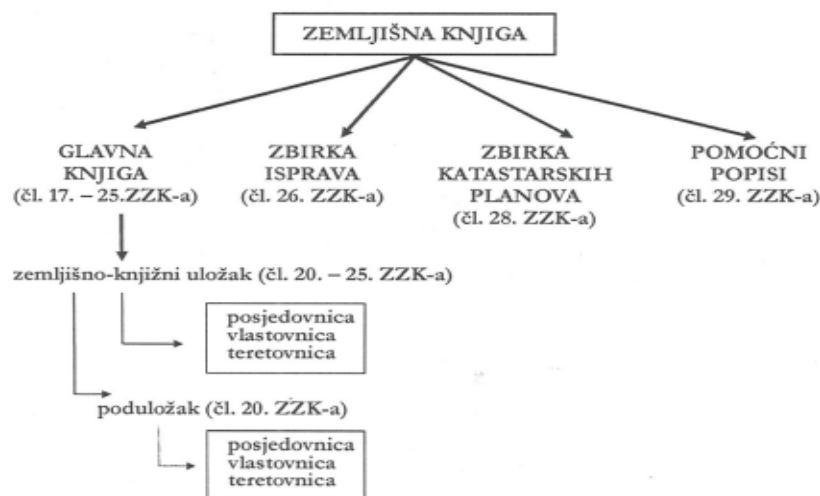 ZEMLJIŠNA KNJIGA
GLAVNA
KNJIGA
(čl. 17. – 25.ZZK-a)
ZBIRKA
ISPRAVA
(čl. 26. ZZK-a)
ZBIRKA
KATASTARSKIH
PLANOVA
(čl. 28. ZZK-a)
POMOĆNI
POPISI
(čl. 29. ZZK-a)
zemljišno-knjižni uložak (čl. 20. – 25. ZZK-a)
posjedovnica
vlastovnica
teretovnica
poduložak (čl. 20. ZZK-a)
posjedovnica
vlastovnica
teretovnica